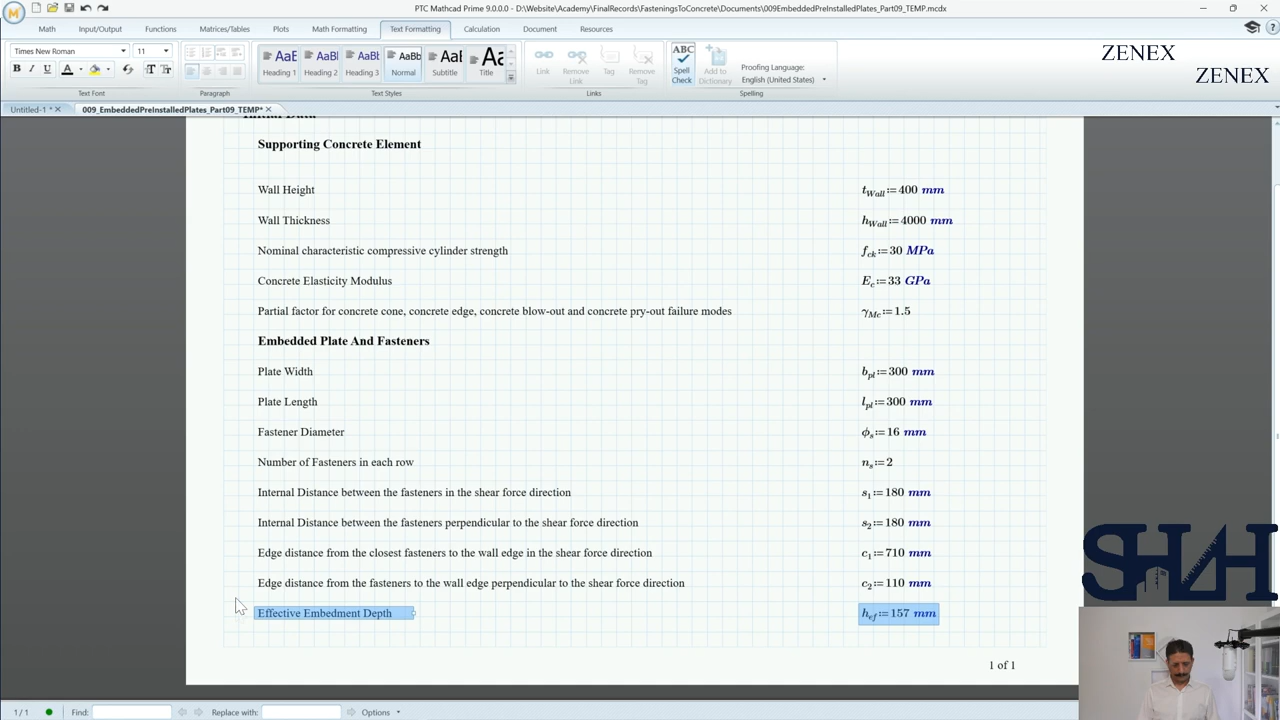 PTC Mathcad Prime 9.0.0.0 - D:\Website\Academy\FinalRecords\FasteningsToConcrete\Documents\009EmbeddedPreInstalledPlates_Part09_TEMP.mcdx
Math Input/Output Functions Matrices/Tables Plots Math Formatting Text Formatting Calculation Document Resources
Times New Roman 11
B I U
AaB Heading 1
AaB Heading 2
AaB Heading 3
AaBb Normal
AaI Subtitle
Aa Title
Link
Remove Link
Tag
Remove Tag
ABC Spell Check
Add to Dictionary
Proofing Language:
English (United States)
Text Font Paragraph Text Styles Links Spelling
ZENEX
ZENEX
Untitled-1 * 009_EmbeddedPreInstalledPlates_Part09_TEMP*
Initial Data
Supporting Concrete Element
Wall Height t_Wall:=400 mm
Wall Thickness h_Wall:=4000 mm
Nominal characteristic compressive cylinder strength f_ck:=30 MPa
Concrete Elasticity Modulus E_c:=33 GPa
Partial factor for concrete cone, concrete edge, concrete blow-out and concrete pry-out failure modes γ_Mc:=1.5
Embedded Plate And Fasteners
Plate Width b_pl:=300 mm
Plate Length l_pl:=300 mm
Fastener Diameter ϕ_s:=16 mm
Number of Fasteners in each row n_s:=2
Internal Distance between the fasteners in the shear force direction s_1:=180 mm
Internal Distance between the fasteners perpendicular to the shear force direction s_2:=180 mm
Edge distance from the closest fasteners to the wall edge in the shear force direction c_1:=710 mm
Edge distance from the fasteners to the wall edge perpendicular to the shear force direction c_2:=110 mm
Effective Embedment Depth h_ef:=157 mm
1 of 1
SHZAH
1 / 1 Find: Replace with: Options